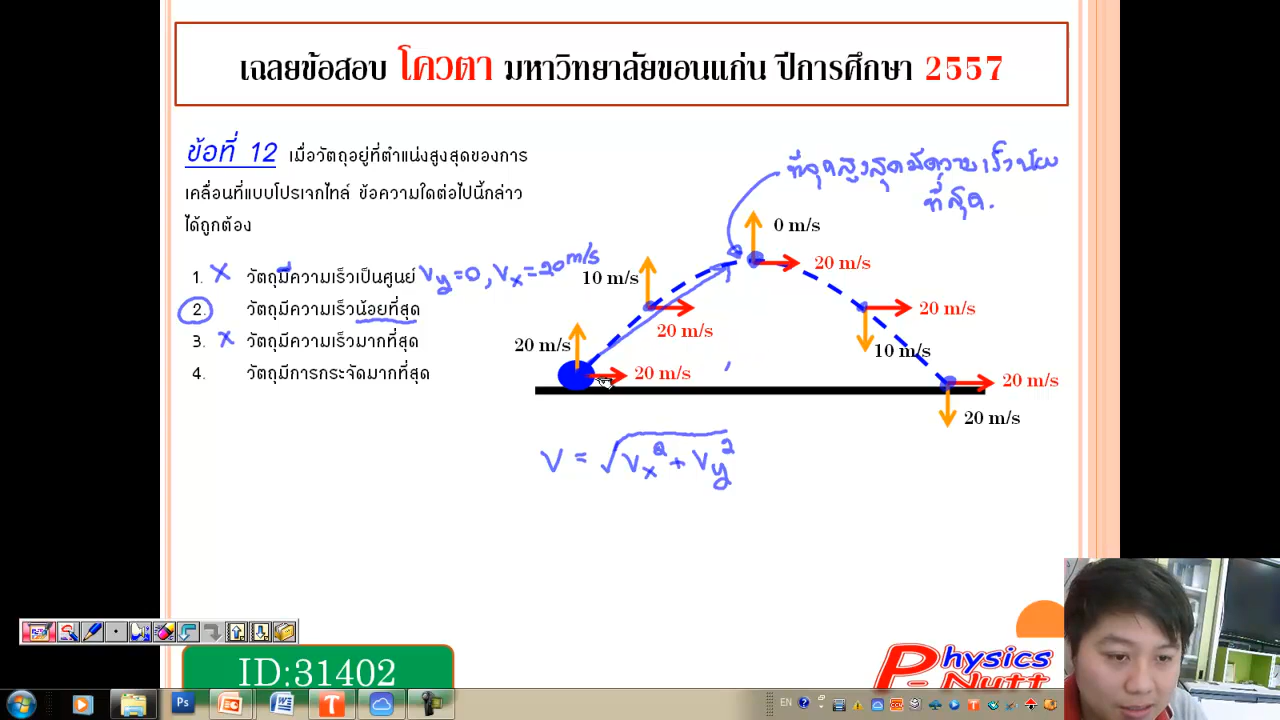 เฉลยข้อสอบ โควตา มหาวิทยาลัยขอนแก่น ปีการศึกษา 2557
ข้อที่ 12 เมื่อวัตถุอยู่ที่ตำแหน่งสูงสุดของการ
เคลื่อนที่แบบโปรเจกไทล์ ข้อความใดต่อไปนี้กล่าว
ได้ถูกต้อง
1. X วัตถุมีความเร็วเป็นศูนย์ Vy=0, Vx=20 m/s
2. วัตถุมีความเร็วน้อยที่สุด
3. X วัตถุมีความเร็วมากที่สุด
4. วัตถุมีการกระจัดมากที่สุด
ที่จุดสูงสุดมีความเร็วน้อย
ที่สุด.
0 m/s
20 m/s
10 m/s
20 m/s
20 m/s
20 m/s
20 m/s
10 m/s
20 m/s
20 m/s
V = √Vx² + Vy²
ID:31402
Physics
Nutt
EN